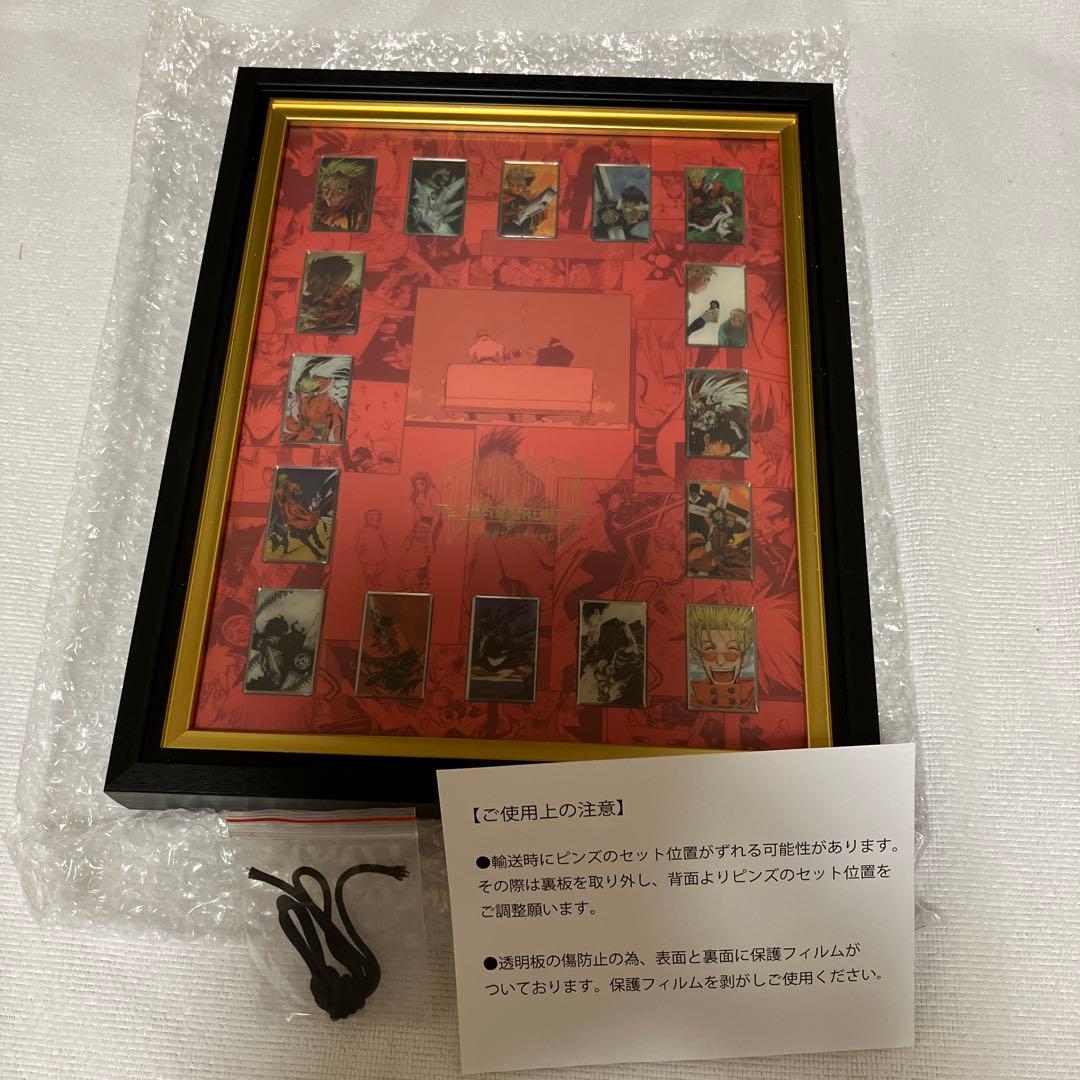 【ご使用上の注意】
●輸送時にピンズのセット位置がずれる可能性があります。
その際は裏板を取り外し、背面よりピンズのセット位置を
ご調整願います。
●透明板の傷防止の為、表面と裏面に保護フィルムが
ついております。保護フィルムを剥がしご使用ください。